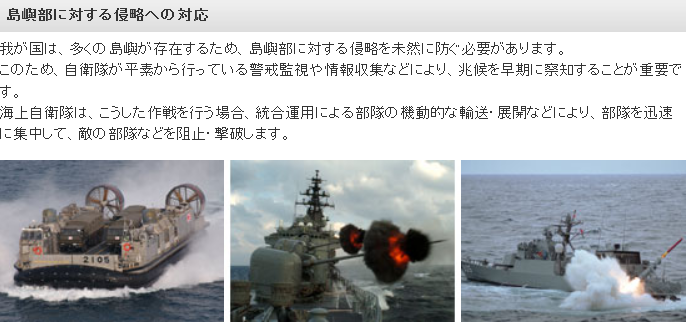 島嶼部に対する侵略への対応
我が国は、多くの島嶼が存在するため、島嶼部に対する侵略を未然に防ぐ必要があります。
このため、自衛隊が平素から行っている警戒監視や情報収集などにより、兆候を早期に察知することが重要で
す。
海上自衛隊は、こうした作戦を行う場合、統合運用による部隊の機動的な輸送・展開などにより、部隊を迅速
に集中して、敵の部隊などを阻止・撃破します。
2105